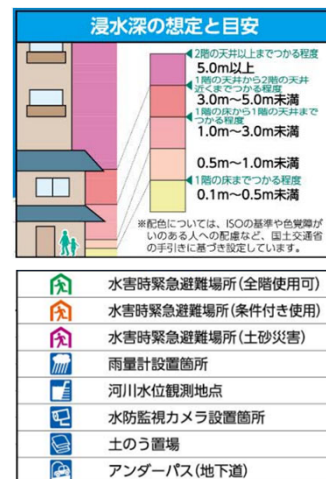 浸水深の想定と目安
2階の天井以上までつかる程度
5.0m以上
1階の天井から2階の天井
近くまでつかる程度
3.0m～5.0m未満
1階の床から1階の天井まで
つかる程度
1.0m～3.0m未満
0.5m～1.0m未満
1階の床までつかる程度
0.1m～0.5m未満
※配色については、ISOの基準や色覚障が
いのある人への配慮など、国土交通省
の手引きに基づき設定しています。
水害時緊急避難場所(全階使用可)
水害時緊急避難場所(条件付き使用)
水害時緊急避難場所(土砂災害)
雨量計設置箇所
河川水位観測地点
水防監視カメラ設置箇所
土のう置場
アンダーパス(地下道)